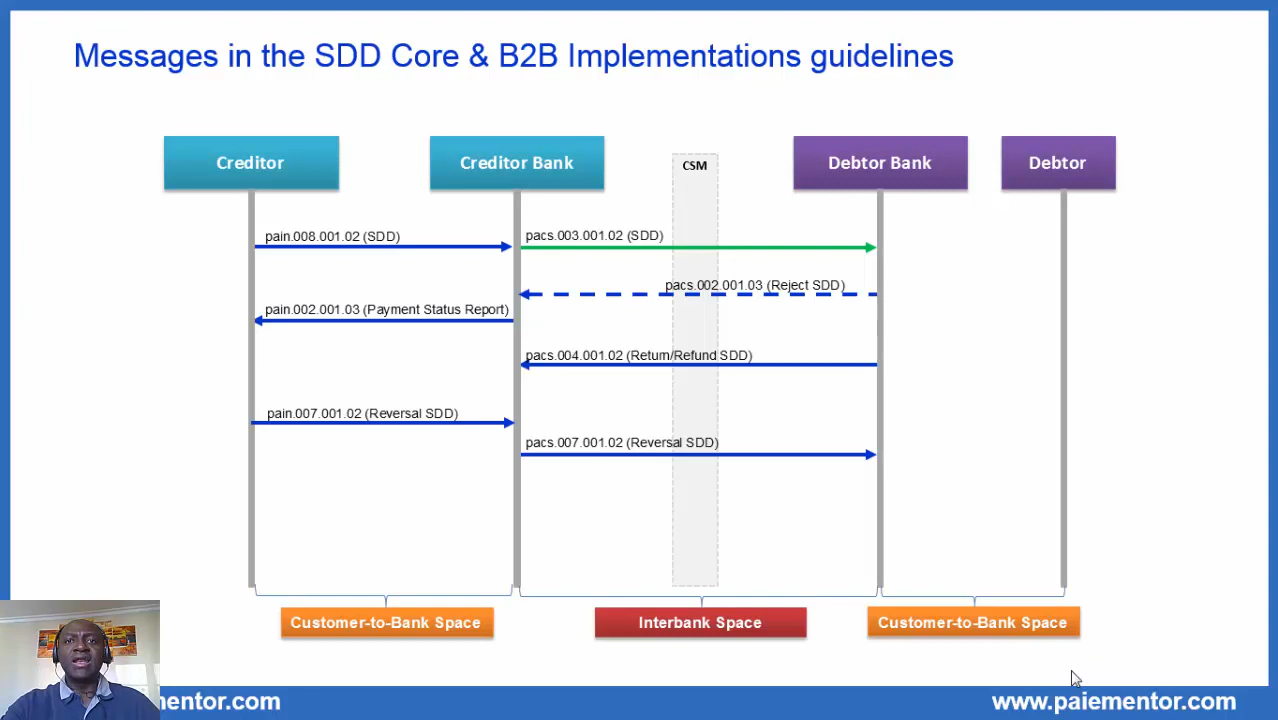 Messages in the SDD Core & B2B Implementations guidelines
Creditor
Creditor Bank
CSM
Debtor Bank
Debtor
pain.008.001.02 (SDD)
pacs.003.001.02 (SDD)
pacs.002.001.03 (Reject SDD)
pain.002.001.03 (Payment Status Report)
pacs.004.001.02 (Return/Refund SDD)
pain.007.001.02 (Reversal SDD)
pacs.007.001.02 (Reversal SDD)
Customer-to-Bank Space
Interbank Space
Customer-to-Bank Space
mentor.com
www.paiementor.com